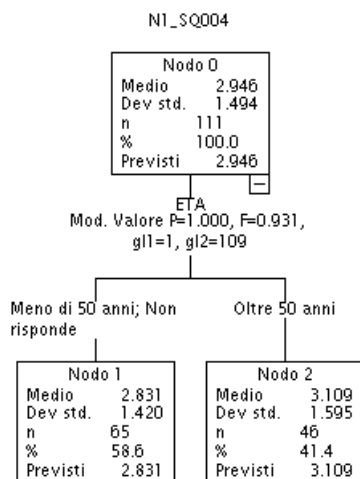 N1_SQ004
Nodo 0
Medio 2.946
Dev std. 1.494
n 111
% 100.0
Previsti 2.946
ETA
Mod. Valore P=1.000, F=0.931,
gl1=1, gl2=109
Meno di 50 anni; Non
risponde
Oltre 50 anni
Nodo 1
Medio 2.831
Dev std. 1.420
n 65
% 58.6
Previsti 2.831
Nodo 2
Medio 3.109
Dev std. 1.595
n 46
% 41.4
Previsti 3.109